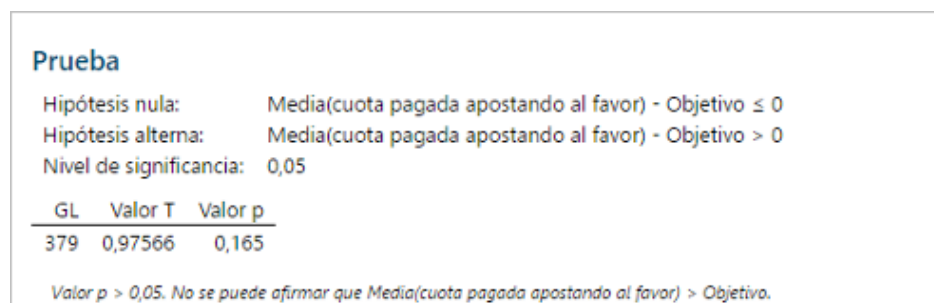 Prueba
Hipótesis nula: Media(cuota pagada apostando al favor) - Objetivo ≤ 0
Hipótesis alterna: Media(cuota pagada apostando al favor) - Objetivo > 0
Nivel de significancia: 0,05
GL Valor T Valor p
379 0,97566 0,165
Valor p > 0,05. No se puede afirmar que Media(cuota pagada apostando al favor) > Objetivo.